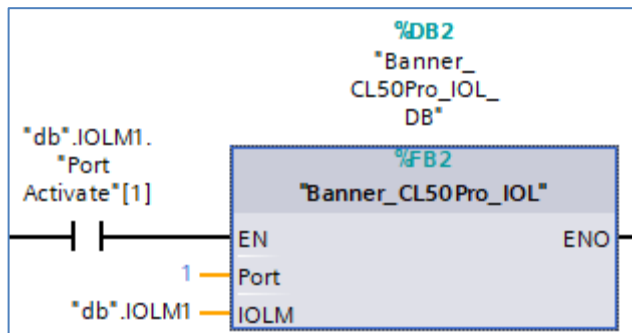 %DB2
"Banner_
CL50Pro_IOL_
DB"
"db".IOLM1.
"Port
Activate"[1]
%FB2
"Banner_CL50Pro_IOL"
EN
ENO
1
Port
"db".IOLM1
IOLM